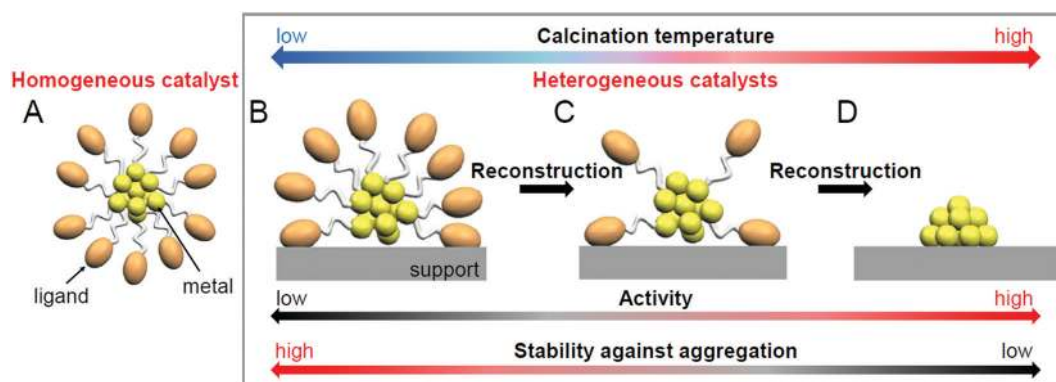 low Calcination temperature high
Homogeneous catalyst
Heterogeneous catalysts
A
B
C
D
Reconstruction
Reconstruction
support
ligand
metal
low Activity high
high Stability against aggregation low